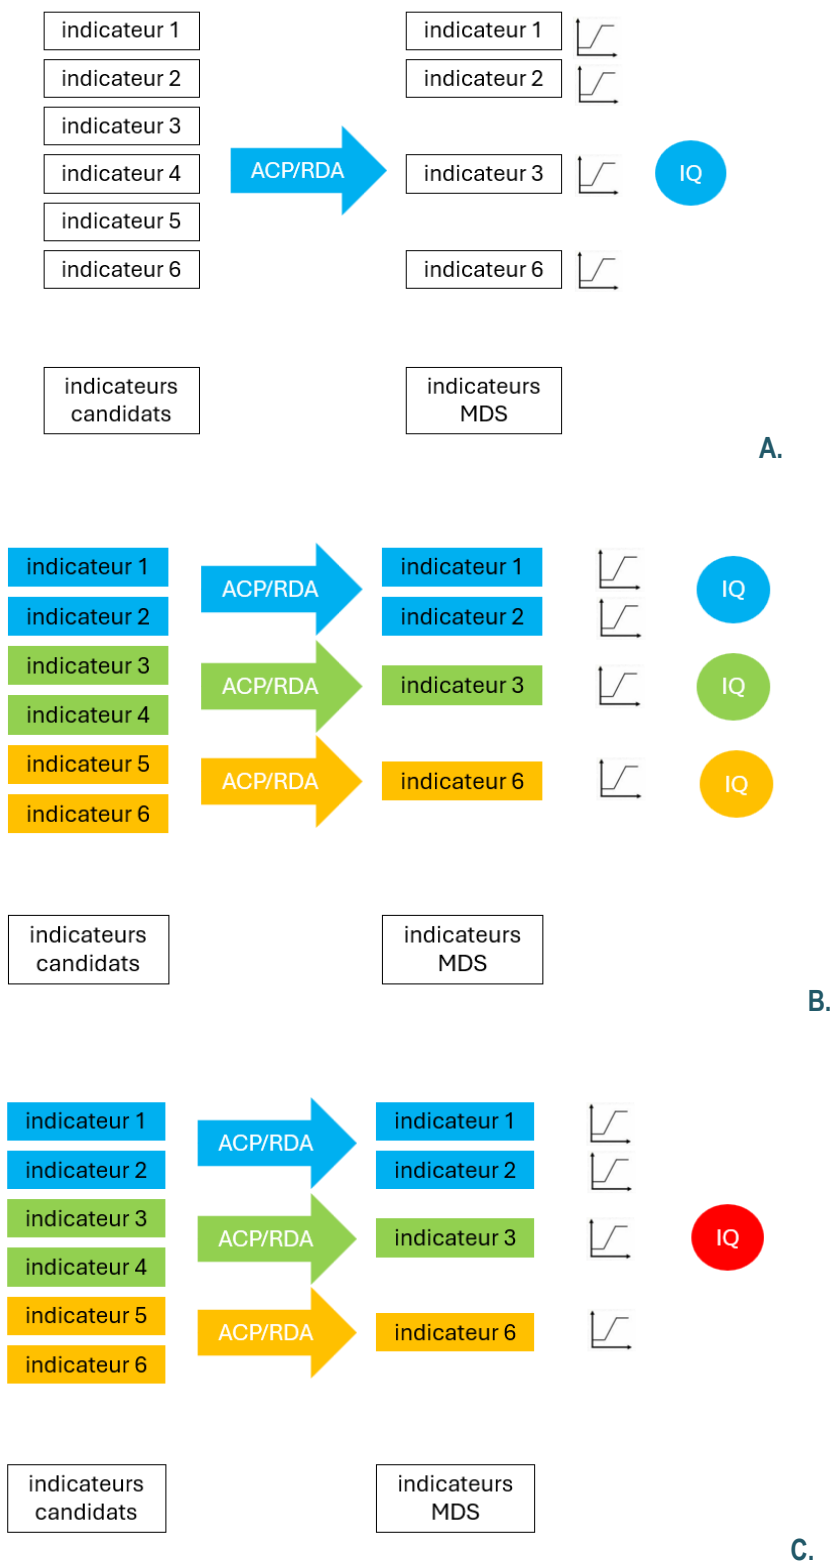 indicateur 1
indicateur 1
indicateur 2
indicateur 2
indicateur 3
ACP/RDA
indicateur 4
indicateur 3
IQ
indicateur 5
indicateur 6
indicateur 6
indicateurs
candidats
indicateurs
MDS
A.
indicateur 1
ACP/RDA
indicateur 1
IQ
indicateur 2
indicateur 2
indicateur 3
ACP/RDA
indicateur 3
IQ
indicateur 4
indicateur 5
ACP/RDA
indicateur 6
IQ
indicateur 6
indicateurs
candidats
indicateurs
MDS
B.
indicateur 1
ACP/RDA
indicateur 1
indicateur 2
indicateur 2
indicateur 3
ACP/RDA
indicateur 3
IQ
indicateur 4
indicateur 5
ACP/RDA
indicateur 6
indicateur 6
indicateurs
candidats
indicateurs
MDS
C.